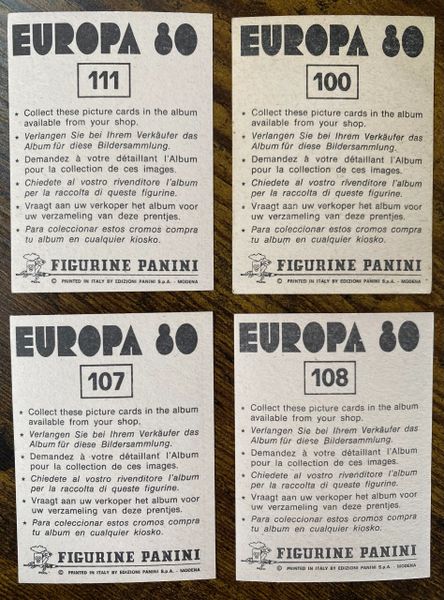 EUROPA 80
111
★ Collect these picture cards in the album
available from your shop.
★ Verlangen Sie bei Ihrem Verkäufer das
Album für diese Bildersammlung.
★ Demandez à votre détaillant l'Album
pour la collection de ces images.
★ Chiedete al vostro rivenditore l'album
per la raccolta di queste figurine.
★ Vraagt aan uw verkoper het album voor
uw verzameling van deze prentjes.
★ Para coleccionar estos cromos compra
tu album en cualquier kiosko.
FIGURINE PANINI
© PRINTED IN ITALY BY EDIZIONI PANINI S.p.A. - MODENA
EUROPA 80
100
★ Collect these picture cards in the album
available from your shop.
★ Verlangen Sie bei Ihrem Verkäufer das
Album für diese Bildersammlung.
★ Demandez à votre détaillant l'Album
pour la collection de ces images.
★ Chiedete al vostro rivenditore l'album
per la raccolta di queste figurine.
★ Vraagt aan uw verkoper het album voor
uw verzameling van deze prentjes.
★ Para coleccionar estos cromos compra
tu album en cualquier kiosko.
FIGURINE PANINI
© PRINTED IN ITALY BY EDIZIONI PANINI S.p.A. - MODENA
EUROPA 80
107
★ Collect these picture cards in the album
available from your shop.
★ Verlangen Sie bei Ihrem Verkäufer das
Album für diese Bildersammlung.
★ Demandez à votre détaillant l'Album
pour la collection de ces images.
★ Chiedete al vostro rivenditore l'album
per la raccolta di queste figurine.
★ Vraagt aan uw verkoper het album voor
uw verzameling van deze prentjes.
★ Para coleccionar estos cromos compra
tu album en cualquier kiosko.
FIGURINE PANINI
© PRINTED IN ITALY BY EDIZIONI PANINI S.p.A. - MODENA
EUROPA 80
108
★ Collect these picture cards in the album
available from your shop.
★ Verlangen Sie bei Ihrem Verkäufer das
Album für diese Bildersammlung.
★ Demandez à votre détaillant l'Album
pour la collection de ces images.
★ Chiedete al vostro rivenditore l'album
per la raccolta di queste figurine.
★ Vraagt aan uw verkoper het album voor
uw verzameling van deze prentjes.
★ Para coleccionar estos cromos compra
tu album en cualquier kiosko.
FIGURINE PANINI
© PRINTED IN ITALY BY EDIZIONI PANINI S.p.A. - MODENA